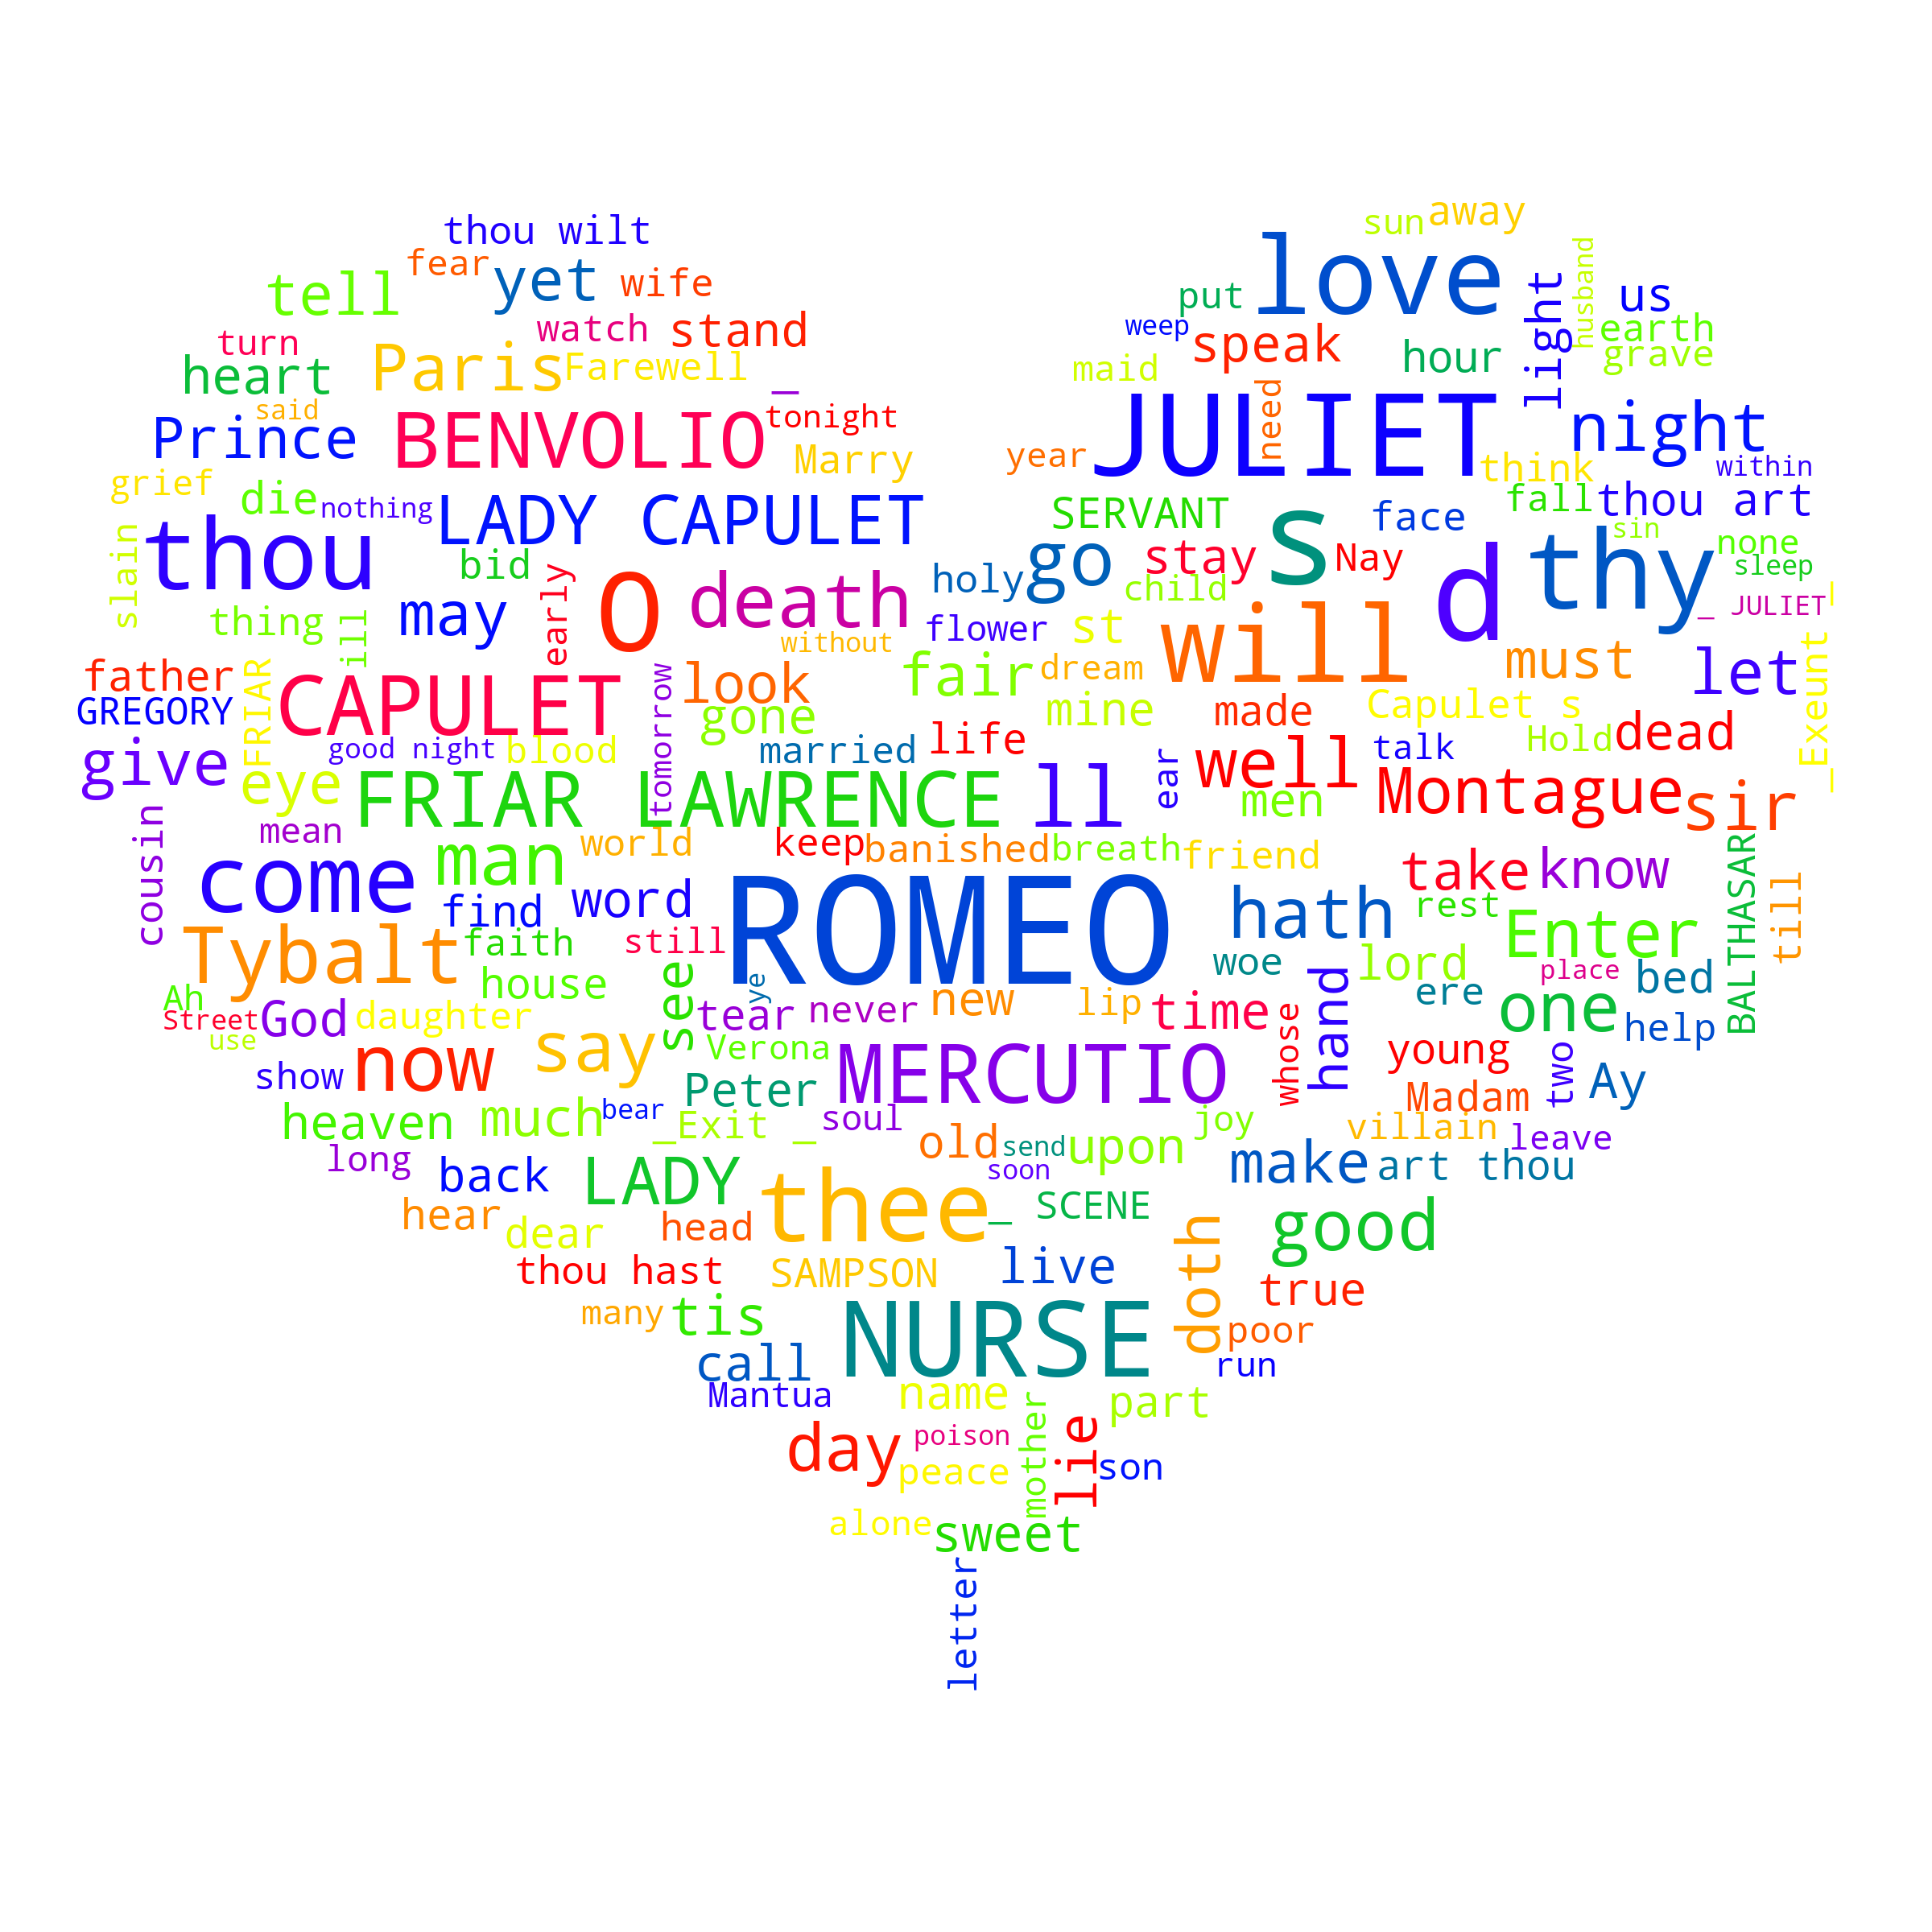 thou wilt
sun away
fear yet wife
love
tell
put
light
husband
us
turn
watch stand
weep speak
hour
earth
grave
heart
Paris Farewell _
maid
said
Prince
BENVOLIO tonight
Marry
year
JULIET
need
think
night
within
grief
die nothing
LADY CAPULET
SERVANT
s
face
fall thou art
sin
none
sleep
slain
thou
bid
early
O
death
holy go
stay
child
Nay
d
thy
_ JULIET _
thing
ill
may
without
flower st
will
must
let
_Exeunt _
father
GREGORY
FRIAR
CAPULET
tomorrow
look
gone
fair dream
mine
made
Capulet s
Hold dead
give
eye
good night blood
married life
ear
well talk
men
Montague sir
cousin
mean
FRIAR LAWRENCE
ll
come
man world
keep banished breath friend
take know
BALTHASAR
till
find word
ROMEO
hath
rest
Enter
Tybalt faith still
house
see
ye
woe
lord
place bed
Ah
Street
use
God daughter
tear never new
lip time
whose
hand
ere one help
show now
say
Verona
Peter
MERCUTIO
young
Madam
two
Ay
heaven much bear
_Exit _ soul
old send upon
soon
joy
villain leave
long back
LADY
thee
make art thou
_ SCENE
hear dear head
good
thou hast
SAMPSON
live
doth
true
many tis
NURSE
poor
call
run
Mantua name
mother
part
day poison
peace
lie
son
alone sweet
letter